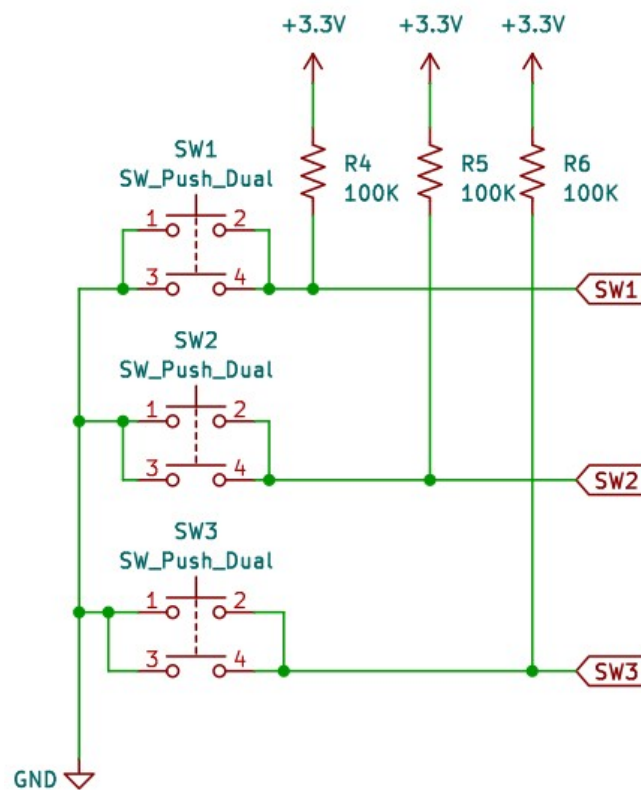 +3.3V +3.3V +3.3V
SW1
SW_Push_Dual
R4
100K
R5
100K
R6
100K
1 2
3 4
SW1
SW2
SW_Push_Dual
1 2
3 4
SW2
SW3
SW_Push_Dual
1 2
3 4
SW3
GND